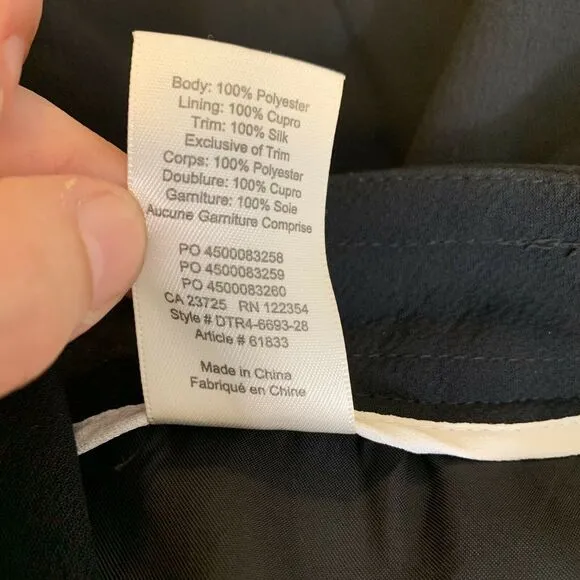 Body: 100% Polyester
Lining: 100% Cupro
Trim: 100% Silk
Exclusive of Trim
Corps: 100% Polyester
Doublure: 100% Cupro
Garniture: 100% Soie
Aucune Garniture Comprise
PO 4500083258
PO 4500083259
PO 4500083260
CA 23725 RN 122354
Style # DTR4-6693-28
Article # 61833
Made in China
Fabriqué en Chine